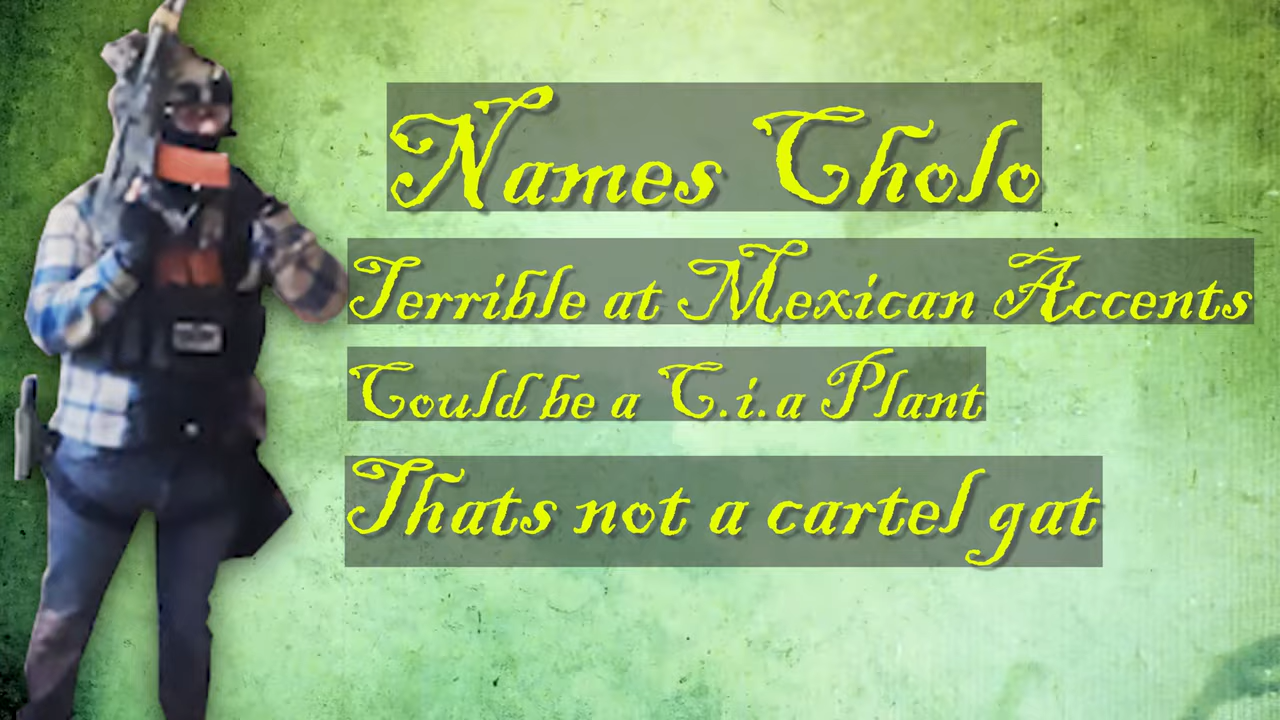 Names Cholo
Terrible at Mexican Accents
Could be a C.i.a Plant
Thats not a cartel gat